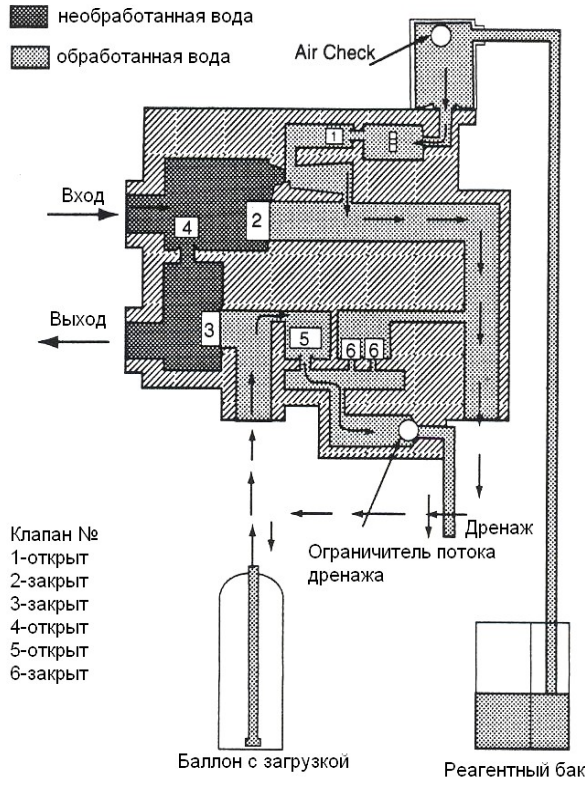 необработанная вода
обработанная вода
Air Check
1
Вход
4
2
Выход
3
5
6 6
Дренаж
Ограничитель потока
дренажа
Клапан №
1-открыт
2-закрыт
3-закрыт
4-открыт
5-открыт
6-закрыт
Баллон с загрузкой
Реагентный бак